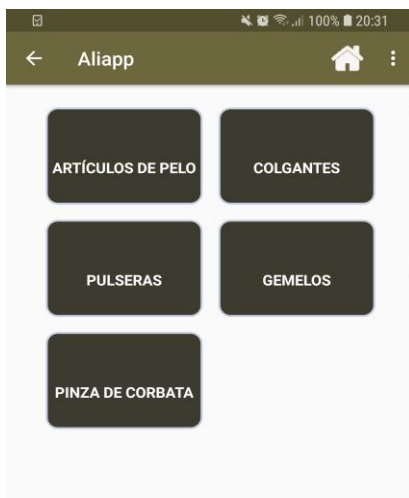 100% 20:31
Aliapp
ARTÍCULOS DE PELO
COLGANTES
PULSERAS
GEMELOS
PINZA DE CORBATA